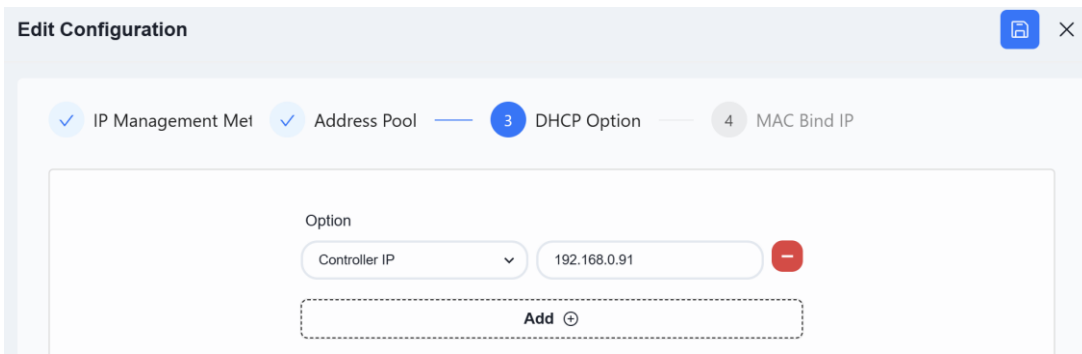 Edit Configuration
IP Management Met Address Pool 3 DHCP Option 4 MAC Bind IP
Option
Controller IP 192.168.0.91
Add